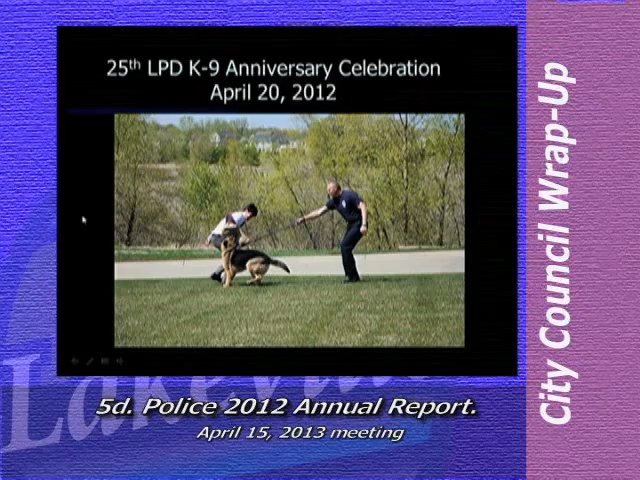 25th LPD K-9 Anniversary Celebration
April 20, 2012
City Council Wrap-Up
5d. Police 2012 Annual Report.
April 15, 2013 meeting